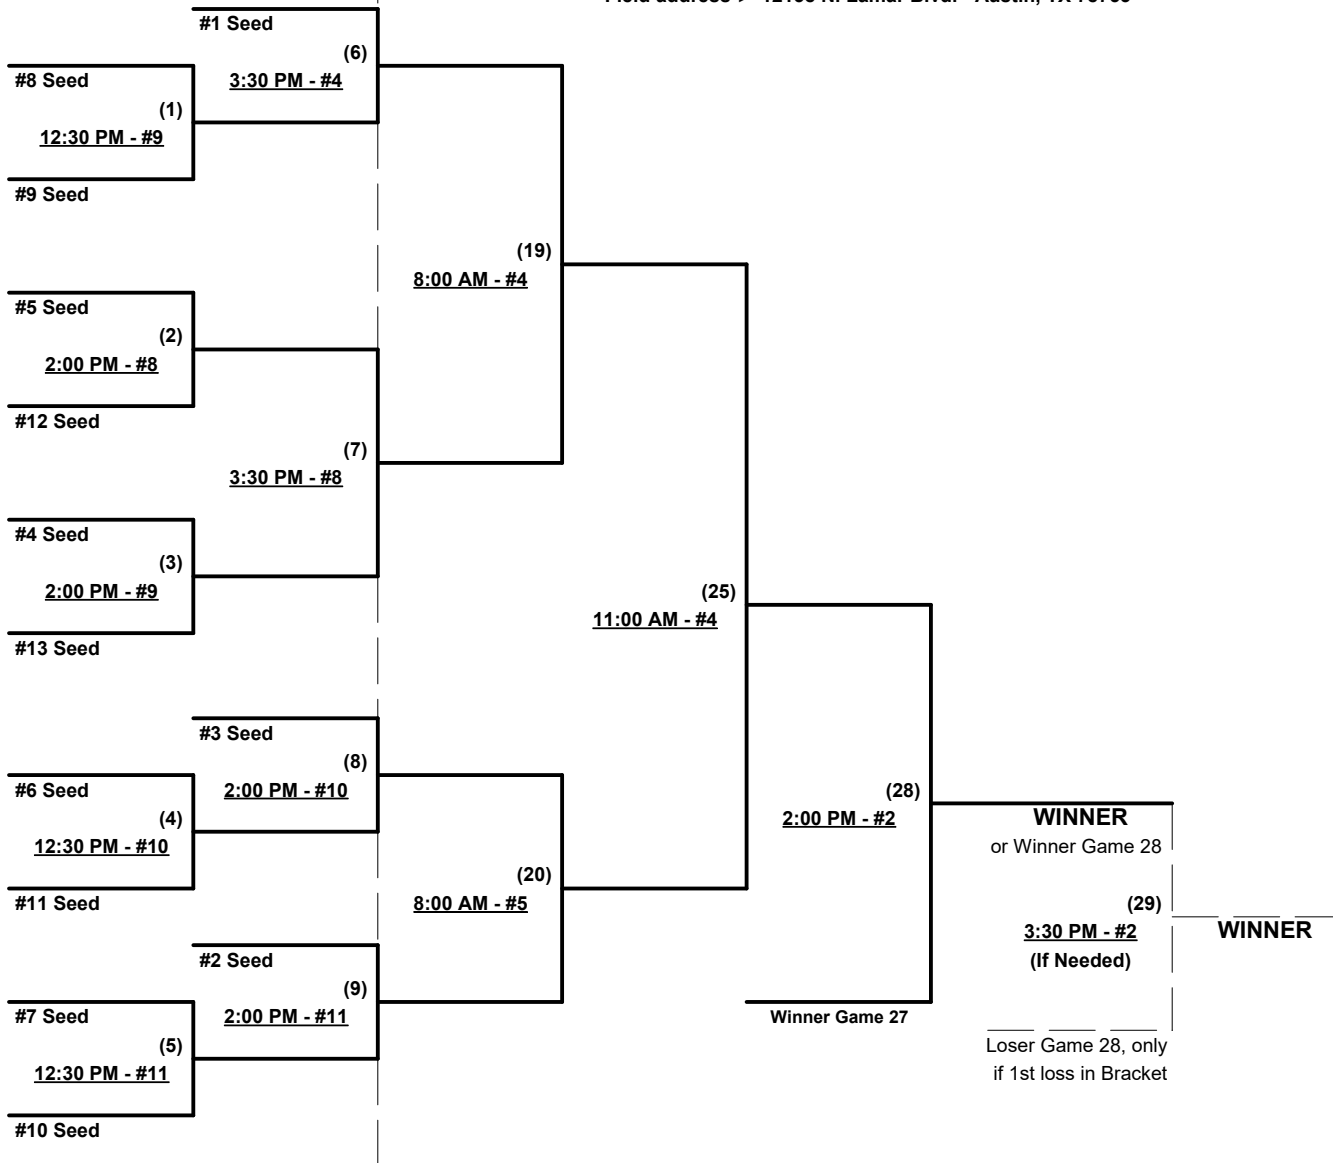 #1 Seed
(6)
3:30 PM - #4
#8 Seed
(1)
12:30 PM - #9
#9 Seed
(19)
8:00 AM - #4
#5 Seed
(2)
2:00 PM - #8
#12 Seed
(7)
3:30 PM - #8
#4 Seed
(3)
2:00 PM - #9
#13 Seed
(25)
11:00 AM - #4
#3 Seed
(8)
2:00 PM - #10
#6 Seed
(4)
12:30 PM - #10
#11 Seed
(20)
8:00 AM - #5
(28)
2:00 PM - #2
WINNER
or Winner Game 28
(29)
3:30 PM - #2
(If Needed)
WINNER
#2 Seed
(9)
2:00 PM - #11
#7 Seed
(5)
12:30 PM - #11
#10 Seed
Winner Game 27
Loser Game 28, only
if 1st loss in Bracket